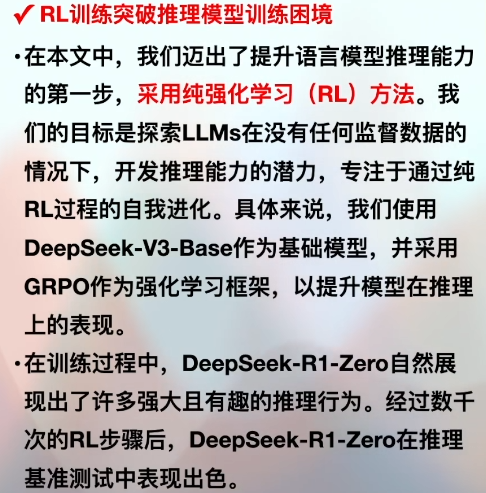 ✓ RL训练突破推理模型训练困境
·在本文中，我们迈出了提升语言模型推理能力
的第一步，采用纯强化学习（RL）方法。我
们的目标是探索LLMs在没有任何监督数据的
情况下，开发推理能力的潜力，专注于通过纯
RL过程的自我进化。具体来说，我们使用
DeepSeek-V3-Base作为基础模型，并采用
GRPO作为强化学习框架，以提升模型在推理
上的表现。
·在训练过程中，DeepSeek-R1-Zero自然展
现出了许多强大且有趣的推理行为。经过数千
次的RL步骤后，DeepSeek-R1-Zero在推理
基准测试中表现出色。